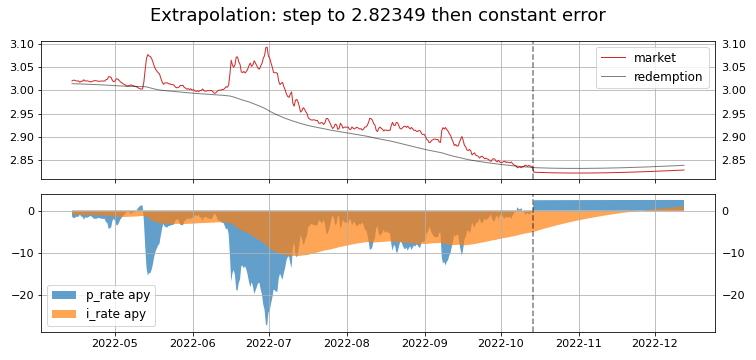 Extrapolation: step to 2.82349 then constant error
3.10 3.10
3.05 3.05
3.00 3.00
2.95 2.95
2.90 2.90
2.85 2.85
market
redemption
0 0
−10 −10
−20 −20
p_rate apy
i_rate apy
2022-05 2022-06 2022-07 2022-08 2022-09 2022-10 2022-11 2022-12